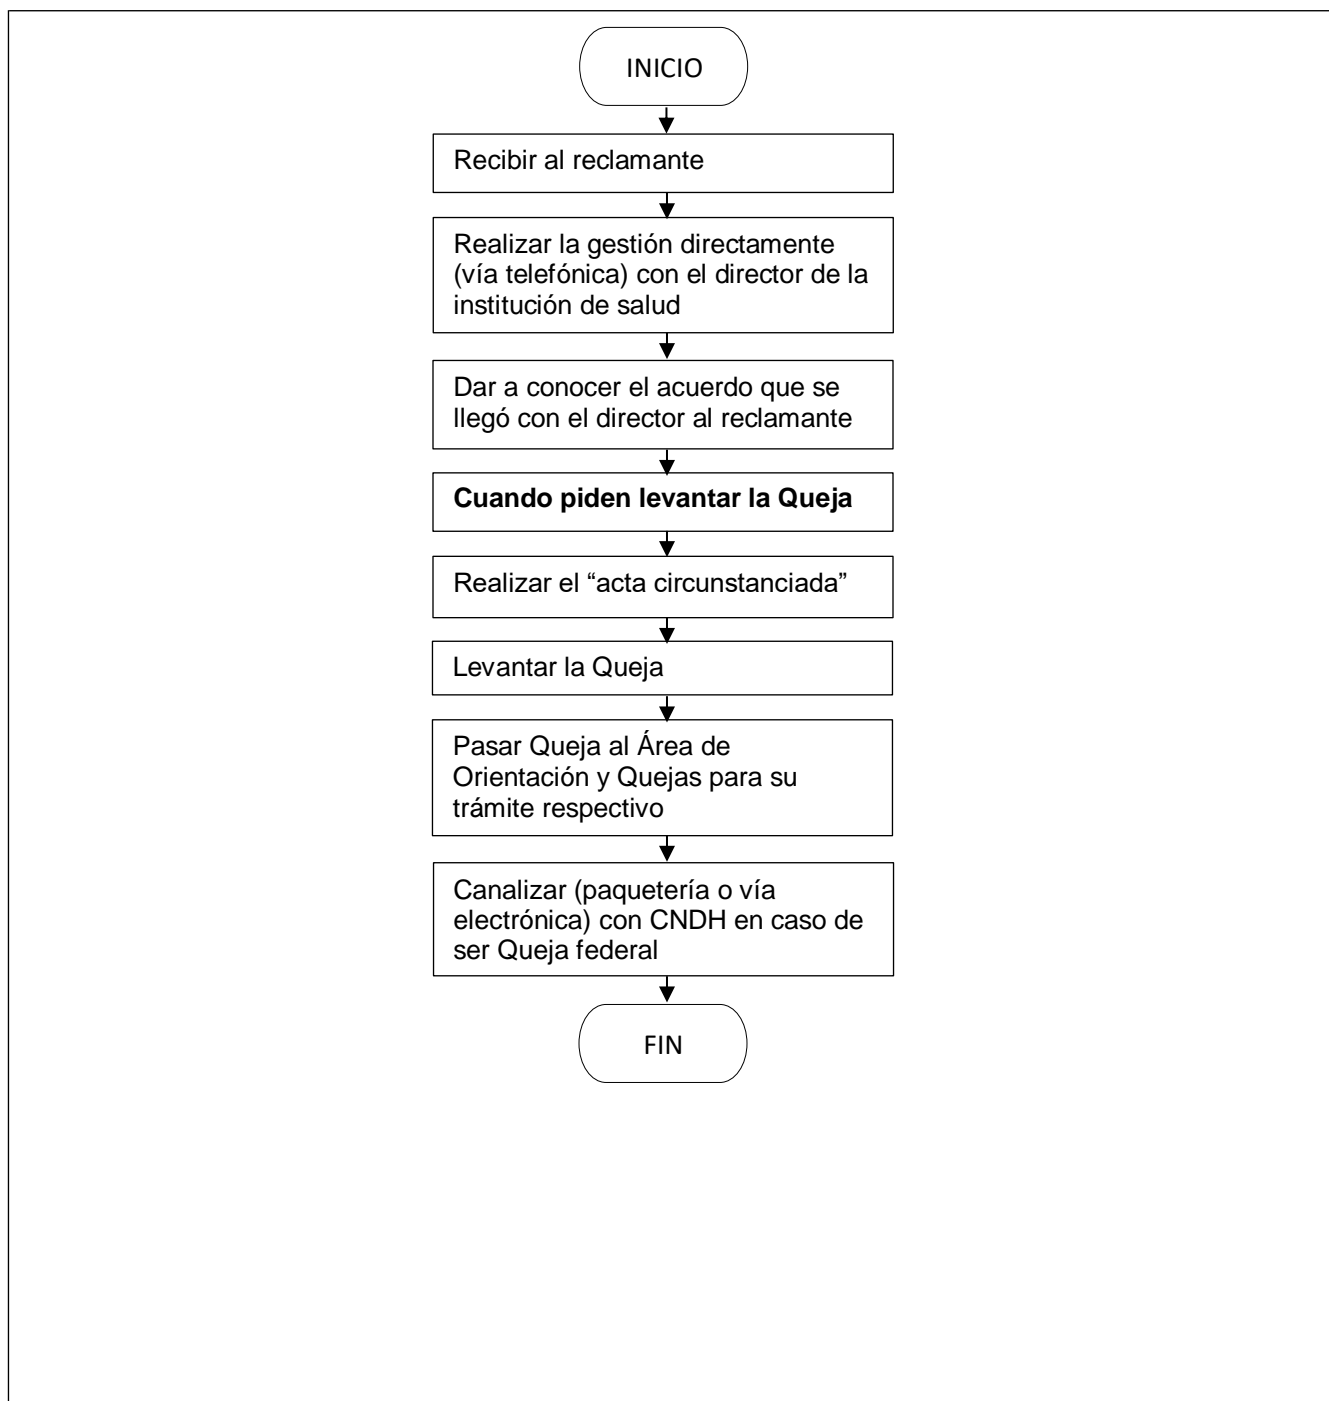 INICIO
Recibir al reclamante
Realizar la gestión directamente
(vía telefónica) con el director de la
institución de salud
Dar a conocer el acuerdo que se
llegó con el director al reclamante
Cuando piden levantar la Queja
Realizar el “acta circunstanciada”
Levantar la Queja
Pasar Queja al Área de
Orientación y Quejas para su
trámite respectivo
Canalizar (paquetería o vía
electrónica) con CNDH en caso de
ser Queja federal
FIN